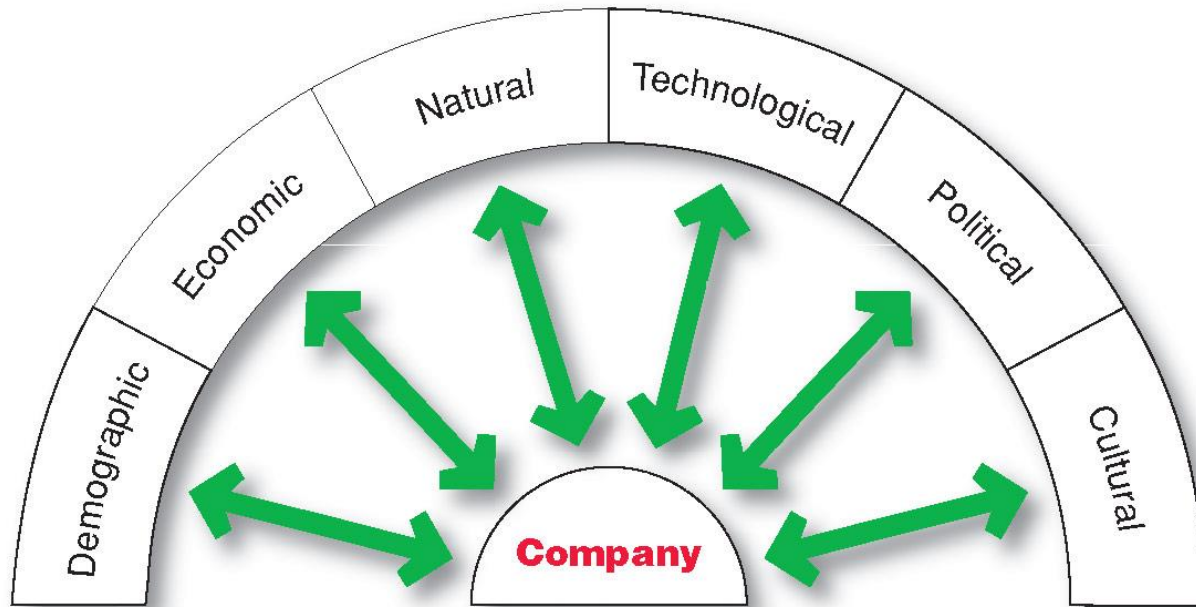 Demographic
Economic
Natural
Technological
Political
Cultural
Company